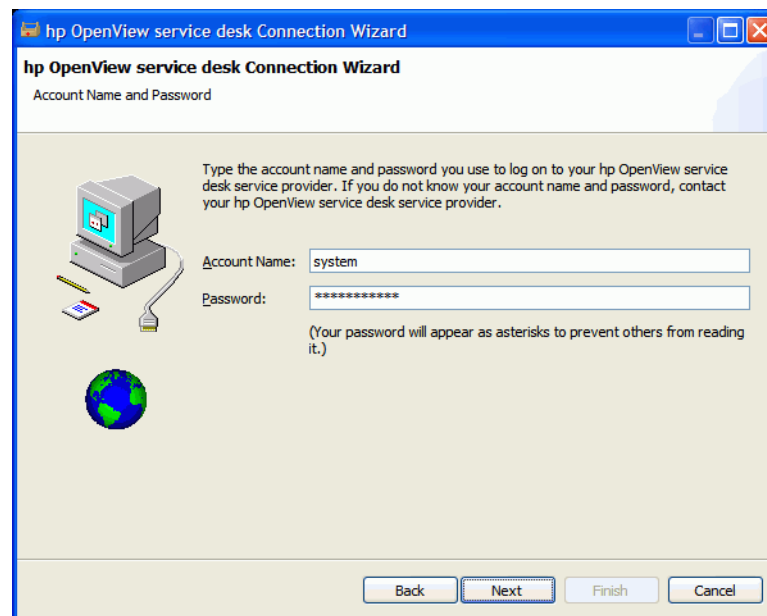 hp OpenView service desk Connection Wizard
hp OpenView service desk Connection Wizard
Account Name and Password
Type the account name and password you use to log on to your hp OpenView service
desk service provider. If you do not know your account name and password, contact
your hp OpenView service desk service provider.
Account Name: system
Password: ***********
(Your password will appear as asterisks to prevent others from reading
it.)
Back Next Finish Cancel